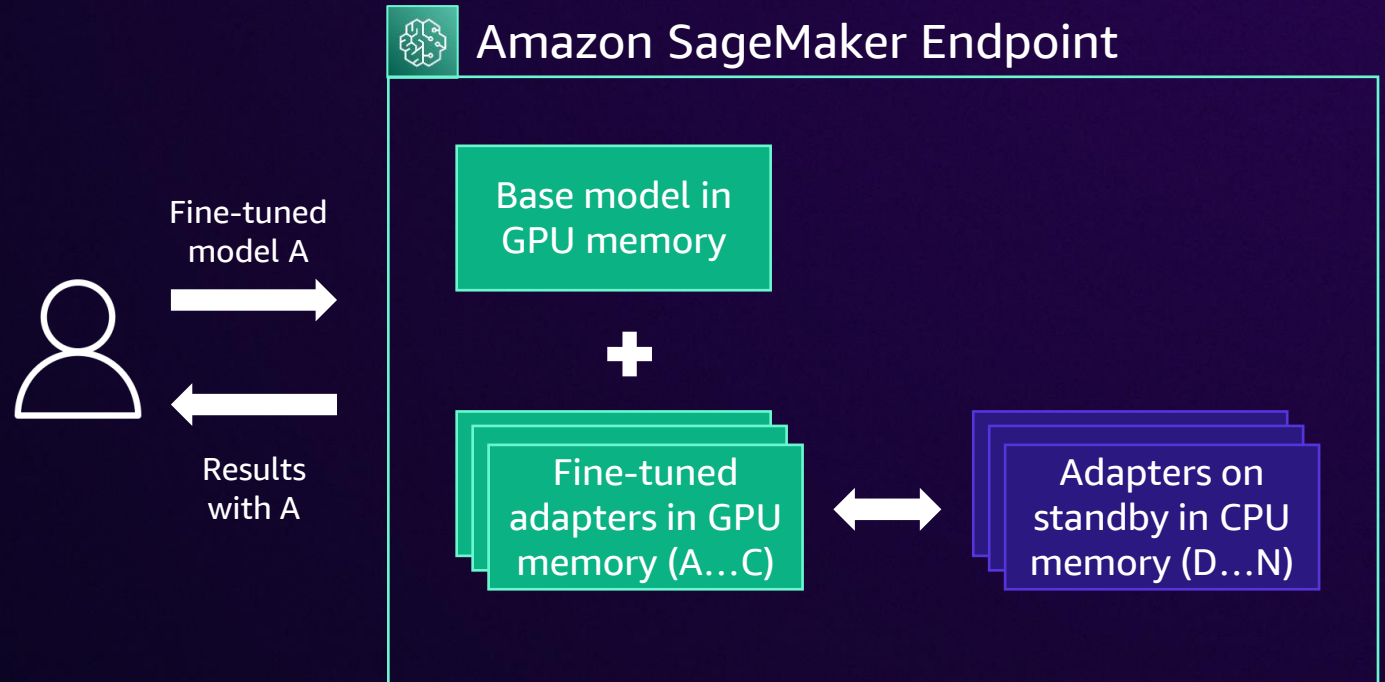 Amazon SageMaker Endpoint
Fine-tuned
model A
Results
with A
Base model in
GPU memory
Fine-tuned
adapters in GPU
memory (A...C)
Adapters on
standby in CPU
memory (D...N)